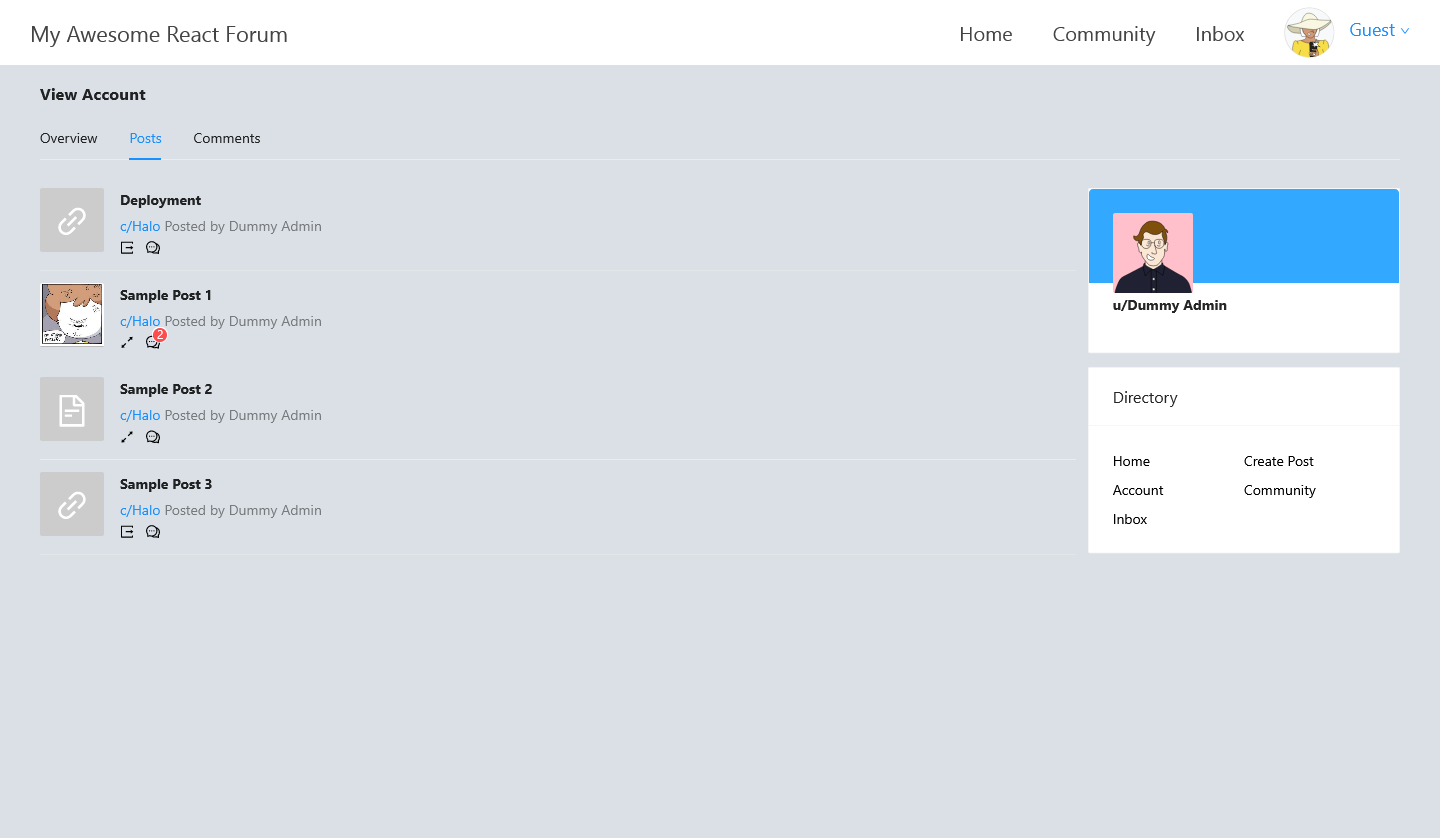 My Awesome React Forum
Home Community Inbox Guest
View Account
Overview Posts Comments
Deployment
c/Halo Posted by Dummy Admin
Sample Post 1
c/Halo Posted by Dummy Admin
2
Sample Post 2
c/Halo Posted by Dummy Admin
Sample Post 3
c/Halo Posted by Dummy Admin
u/Dummy Admin
Directory
Home Create Post
Account Community
Inbox